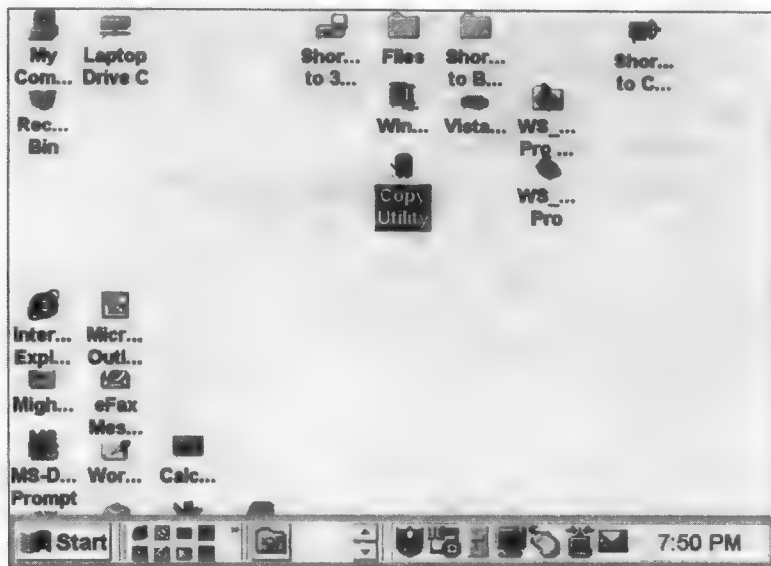 My
Com...
Laptop
Drive C
Shor...
to 3...
Files
Shor...
to B...
Shor...
to C...
Rec...
Bin
Win...
Vista...
WS_...
Pro ...
Copy
Utility
WS_...
Pro
Inter...
Expl...
Micr...
Outl...
Migh...
eFax
Mes...
MS-D...
Prompt
Wor...
Calc...
Start
7:50 PM